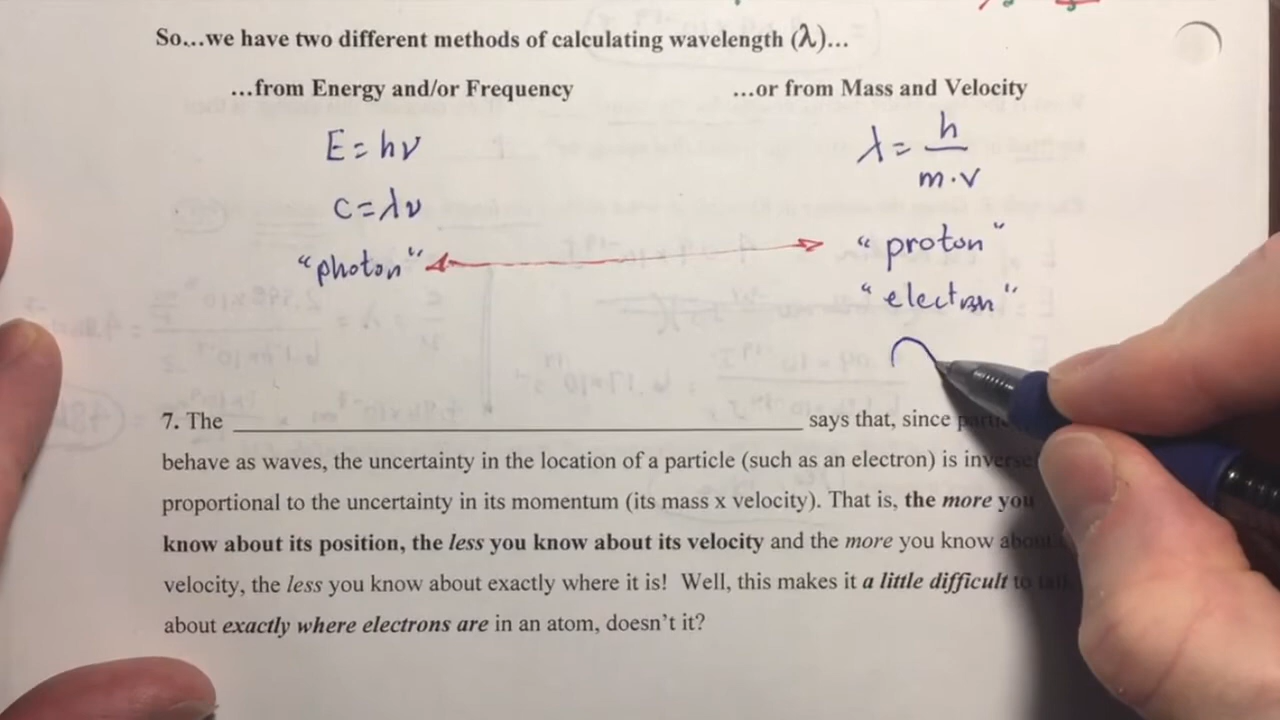 So...we have two different methods of calculating wavelength (λ)...
...from Energy and/or Frequency
...or from Mass and Velocity
E = hν
λ = h / m·v
c = λν
"photon"
"proton"
"electron"
7. The ______________________________ says that, since
behave as waves, the uncertainty in the location of a particle (such as an electron) is
proportional to the uncertainty in its momentum (its mass x velocity). That is, the more you
know about its position, the less you know about its velocity and the more you know about
velocity, the less you know about exactly where it is! Well, this makes it a little difficult to
about exactly where electrons are in an atom, doesn't it?